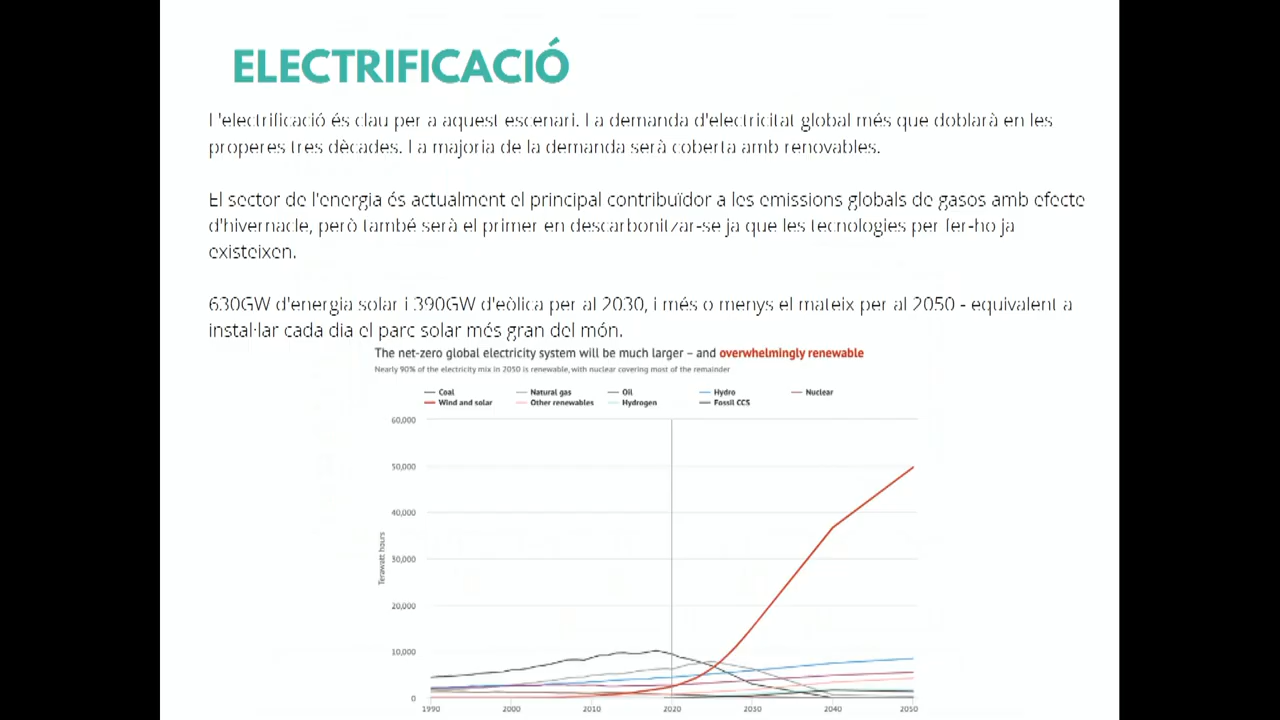 ELECTRIFICACIÓ
L'electrificació és clau per a aquest escenari. La demanda d'electricitat global més que doblarà en les
properes tres dècades. La majoria de la demanda serà coberta amb renovables.
El sector de l'energia és actualment el principal contribuïdor a les emissions globals de gasos amb efecte
d'hivernacle, però també serà el primer en descarbonitzar-se ja que les tecnologies per fer-ho ja
existeixen.
630GW d'energia solar i 390GW d'eòlica per al 2030, i més o menys el mateix per al 2050 - equivalent a
instal·lar cada dia el parc solar més gran del món.
The net-zero global electricity system will be much larger – and overwhelmingly renewable
Nearly 90% of the electricity mix in 2050 is renewable, with nuclear covering most of the remainder
Coal Natural gas Oil Hydro Nuclear
Wind and solar Other renewables Hydrogen Fossil CCS
60,000
50,000
40,000
30,000
20,000
10,000
0
Terawatt hours
1990 2000 2010 2020 2030 2040 2050